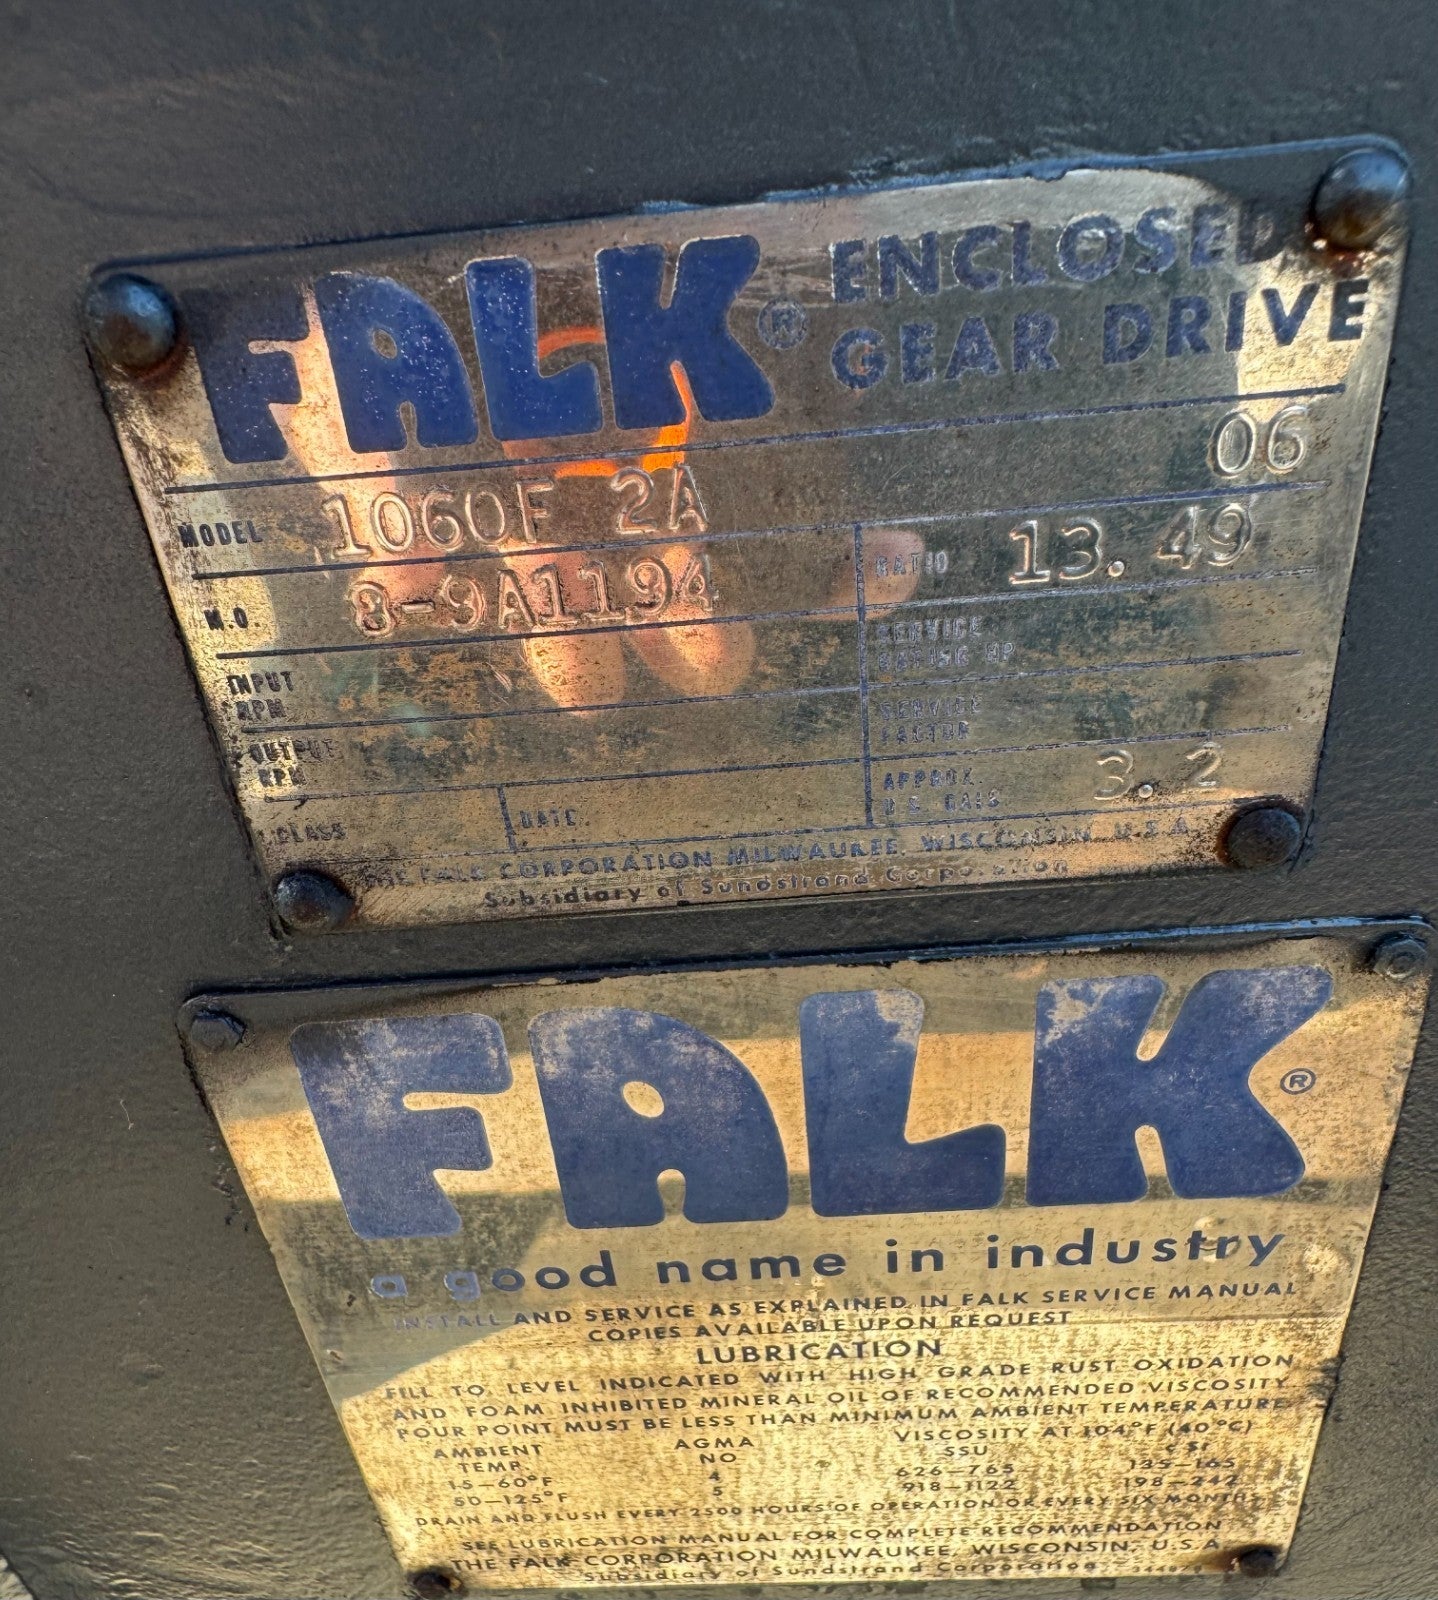 FALK® ENCLOSED
GEAR DRIVE
06
MODEL 1060F 2A
RATIO 13.49
M.O. 8-9A1194
SERVICE
RATING HP
INPUT
RPM
SERVICE
FACTOR
OUTPUT
RPM
APPROX
U.S. GALS 3.2
CLASS DATE
THE FALK CORPORATION MILWAUKEE, WISCONSIN, U.S.A.
Subsidiary of Sundstrand Corporation
FALK®
a good name in industry
INSTALL AND SERVICE AS EXPLAINED IN FALK SERVICE MANUAL
COPIES AVAILABLE UPON REQUEST
LUBRICATION
FILL TO LEVEL INDICATED WITH HIGH GRADE RUST OXIDATION
AND FOAM INHIBITED MINERAL OIL OF RECOMMENDED VISCOSITY
POUR POINT MUST BE LESS THAN MINIMUM AMBIENT TEMPERATURE
AMBIENT AGMA VISCOSITY AT 104°F (40°C)
TEMP. NO SSU cSt
15-60°F 4 626-765 135-165
50-125°F 5 918-1122 198-242
DRAIN AND FLUSH EVERY 2500 HOURS OF OPERATION OR EVERY SIX MONTHS
SEE LUBRICATION MANUAL FOR COMPLETE RECOMMENDATION
THE FALK CORPORATION MILWAUKEE, WISCONSIN, U.S.A.
Subsidiary of Sundstrand Corporation